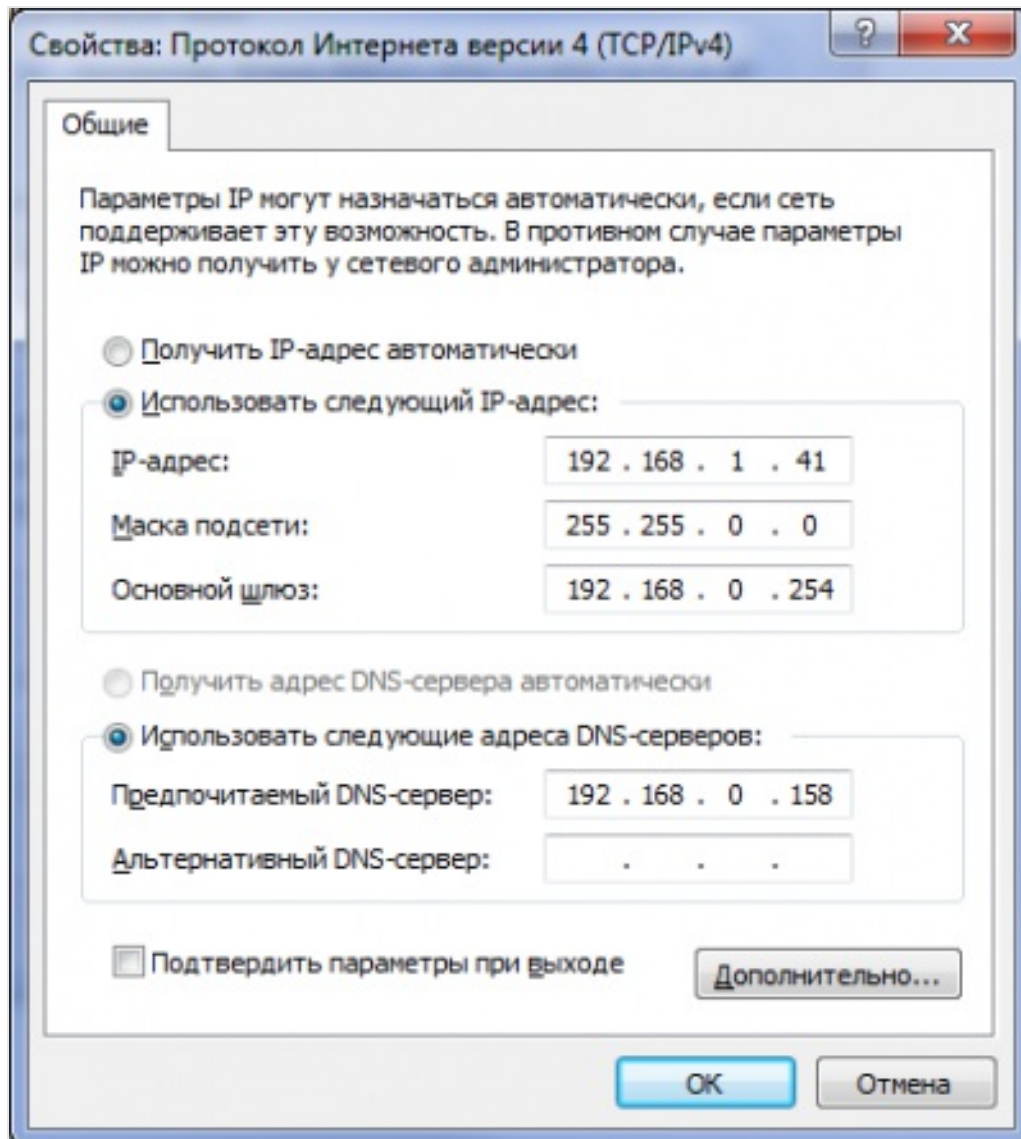 Свойства: Протокол Интернета версии 4 (TCP/IPv4)
?
Общие
Параметры IP могут назначаться автоматически, если сеть
поддерживает эту возможность. В противном случае параметры
IP можно получить у сетевого администратора.
Получить IP-адрес автоматически
Использовать следующий IP-адрес:
IP-адрес: 192 . 168 . 1 . 41
Маска подсети: 255 . 255 . 0 . 0
Основной шлюз: 192 . 168 . 0 . 254
Получить адрес DNS-сервера автоматически
Использовать следующие адреса DNS-серверов:
Предпочитаемый DNS-сервер: 192 . 168 . 0 . 158
Альтернативный DNS-сервер: . . .
Подтвердить параметры при выходе
Дополнительно...
ОК Отмена